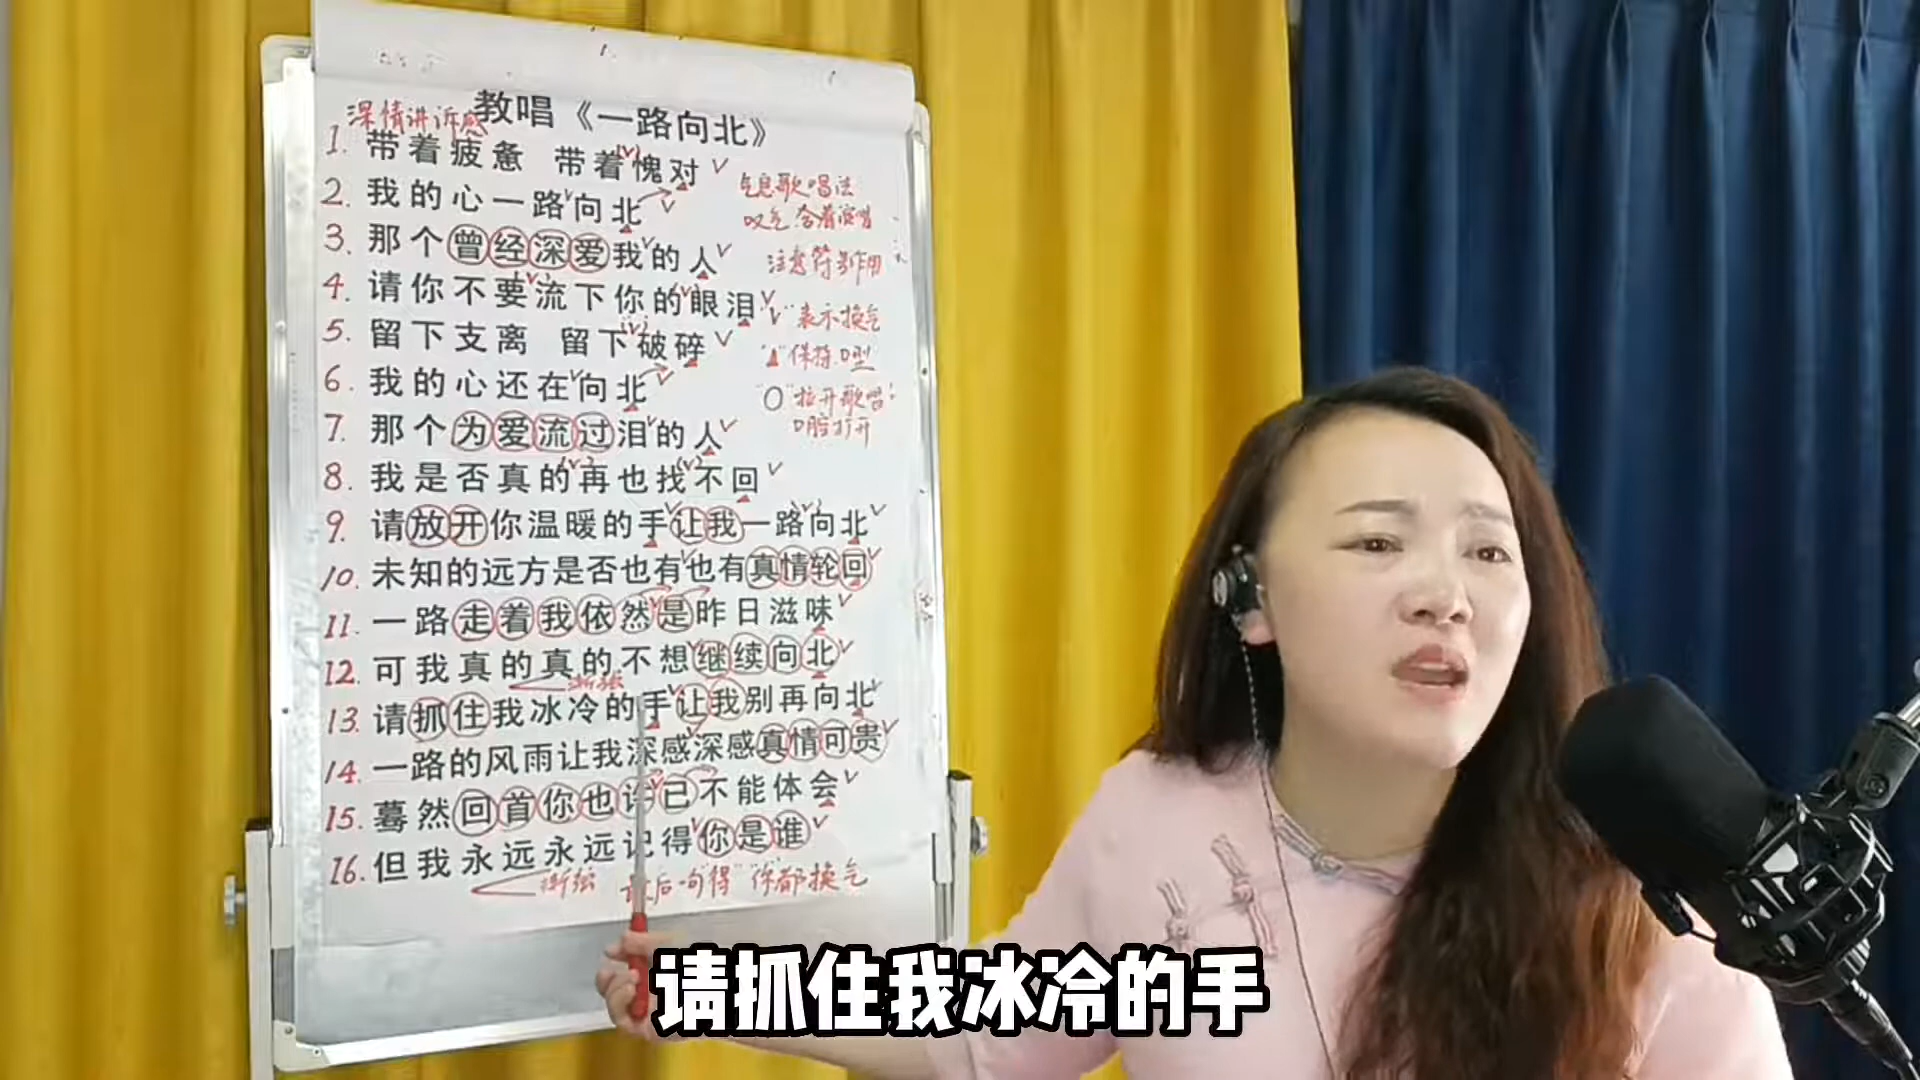 教唱《一路向北》
深情讲诉感
1. 带着疲惫 带着愧对
2. 我的心一路向北
3. 那个曾经深爱我的人
4. 请你不要流下你的眼泪
5. 留下支离 留下破碎
6. 我的心还在向北
7. 那个为爱流过泪的人
8. 我是否真的再也找不回
9. 请放开你温暖的手让我一路向北
10. 未知的远方是否也有也有真情轮回
11. 一路走着我依然是昨日滋味
12. 可我真的真的不想继续向北
渐强
13. 请抓住我冰冷的手让我别再向北
14. 一路的风雨让我深感深感真情可贵
15. 蓦然回首你也许已不能体会
16. 但我永远永远记得你是谁
渐强 最后一句"得""你"都换气
气息歌唱法
叹气 含着演唱
注意符号作用
"V"表示换气
"▲"保持口型
"O"拉开歌唱
口腔打开
请抓住我冰冷的手